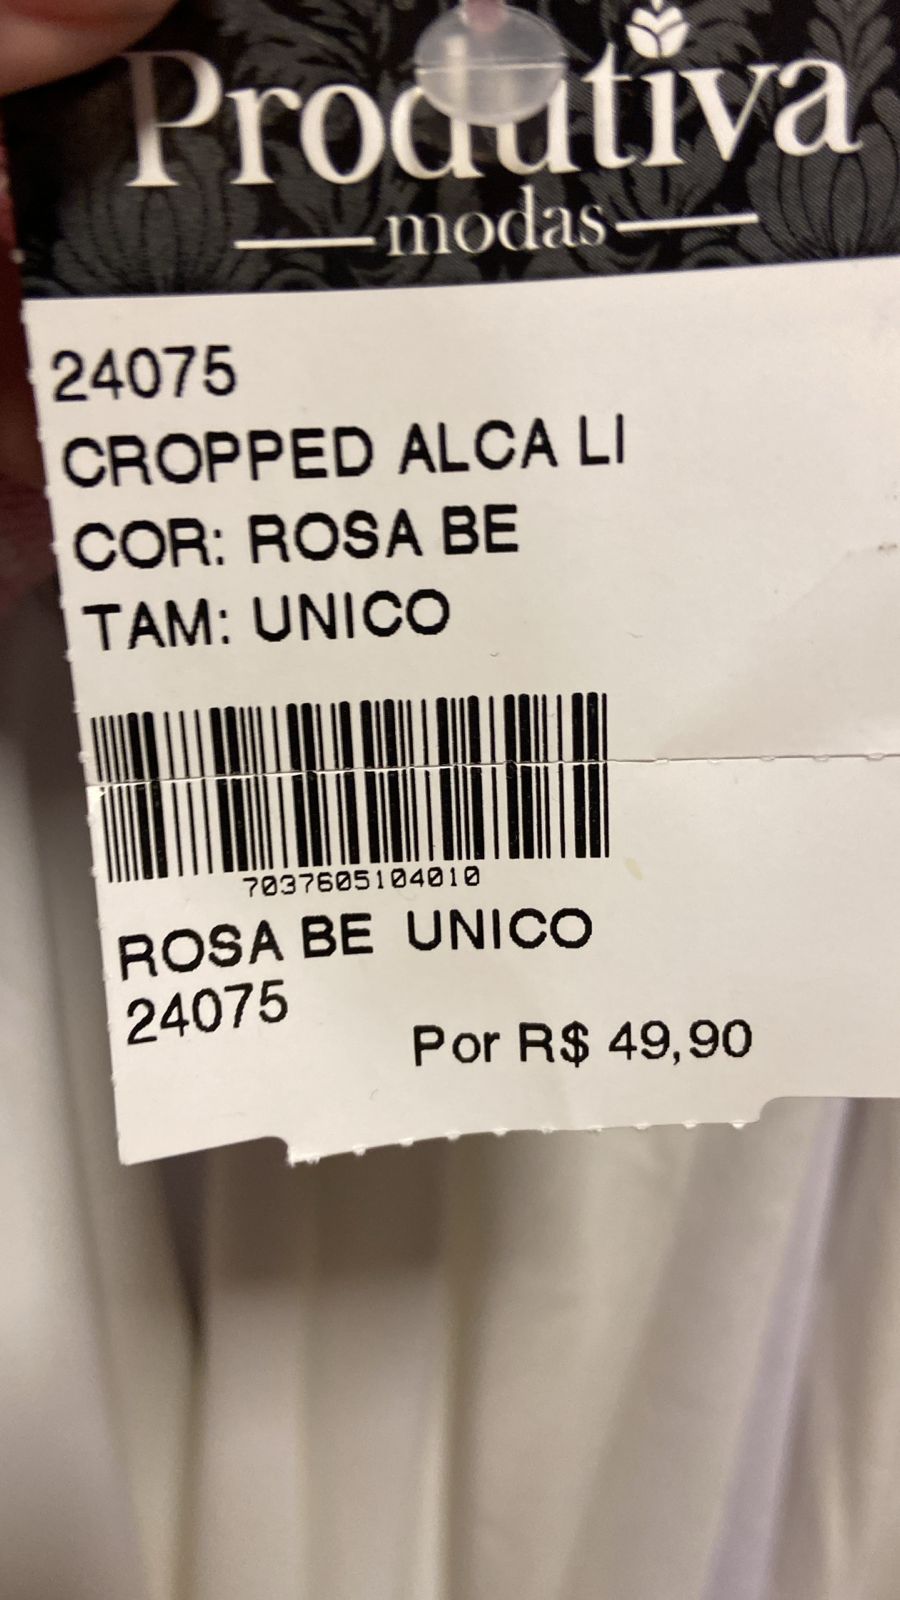 Produtiva
modas
24075
CROPPED ALCA LI
COR: ROSA BE
TAM: UNICO
7037605104010
ROSA BE UNICO
24075
Por R$ 49,90